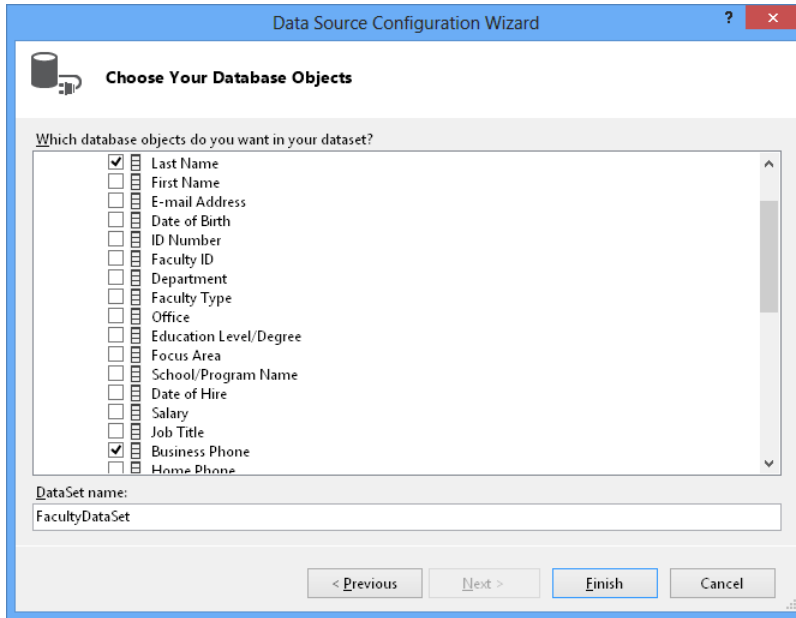 Data Source Configuration Wizard
?
Choose Your Database Objects
Which database objects do you want in your dataset?
Last Name
First Name
E-mail Address
Date of Birth
ID Number
Faculty ID
Department
Faculty Type
Office
Education Level/Degree
Focus Area
School/Program Name
Date of Hire
Salary
Job Title
Business Phone
Home Phone
DataSet name:
FacultyDataSet
< Previous Next > Finish Cancel